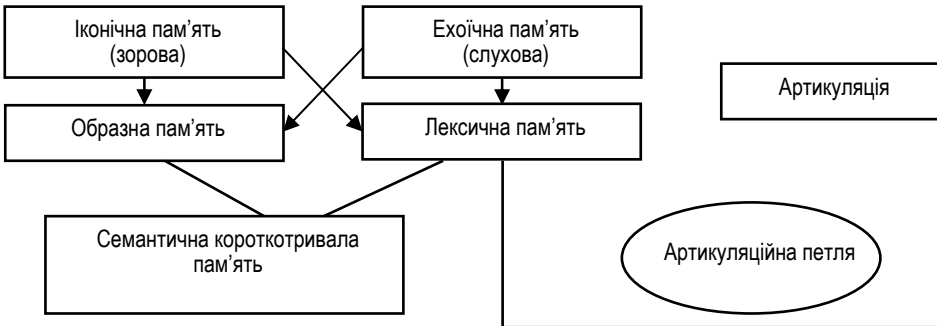 Іконічна пам’ять
(зорова)
Ехоїчна пам’ять
(слухова)
Артикуляція
Образна пам’ять
Лексична пам’ять
Семантична короткотривала
пам’ять
Артикуляційна петля